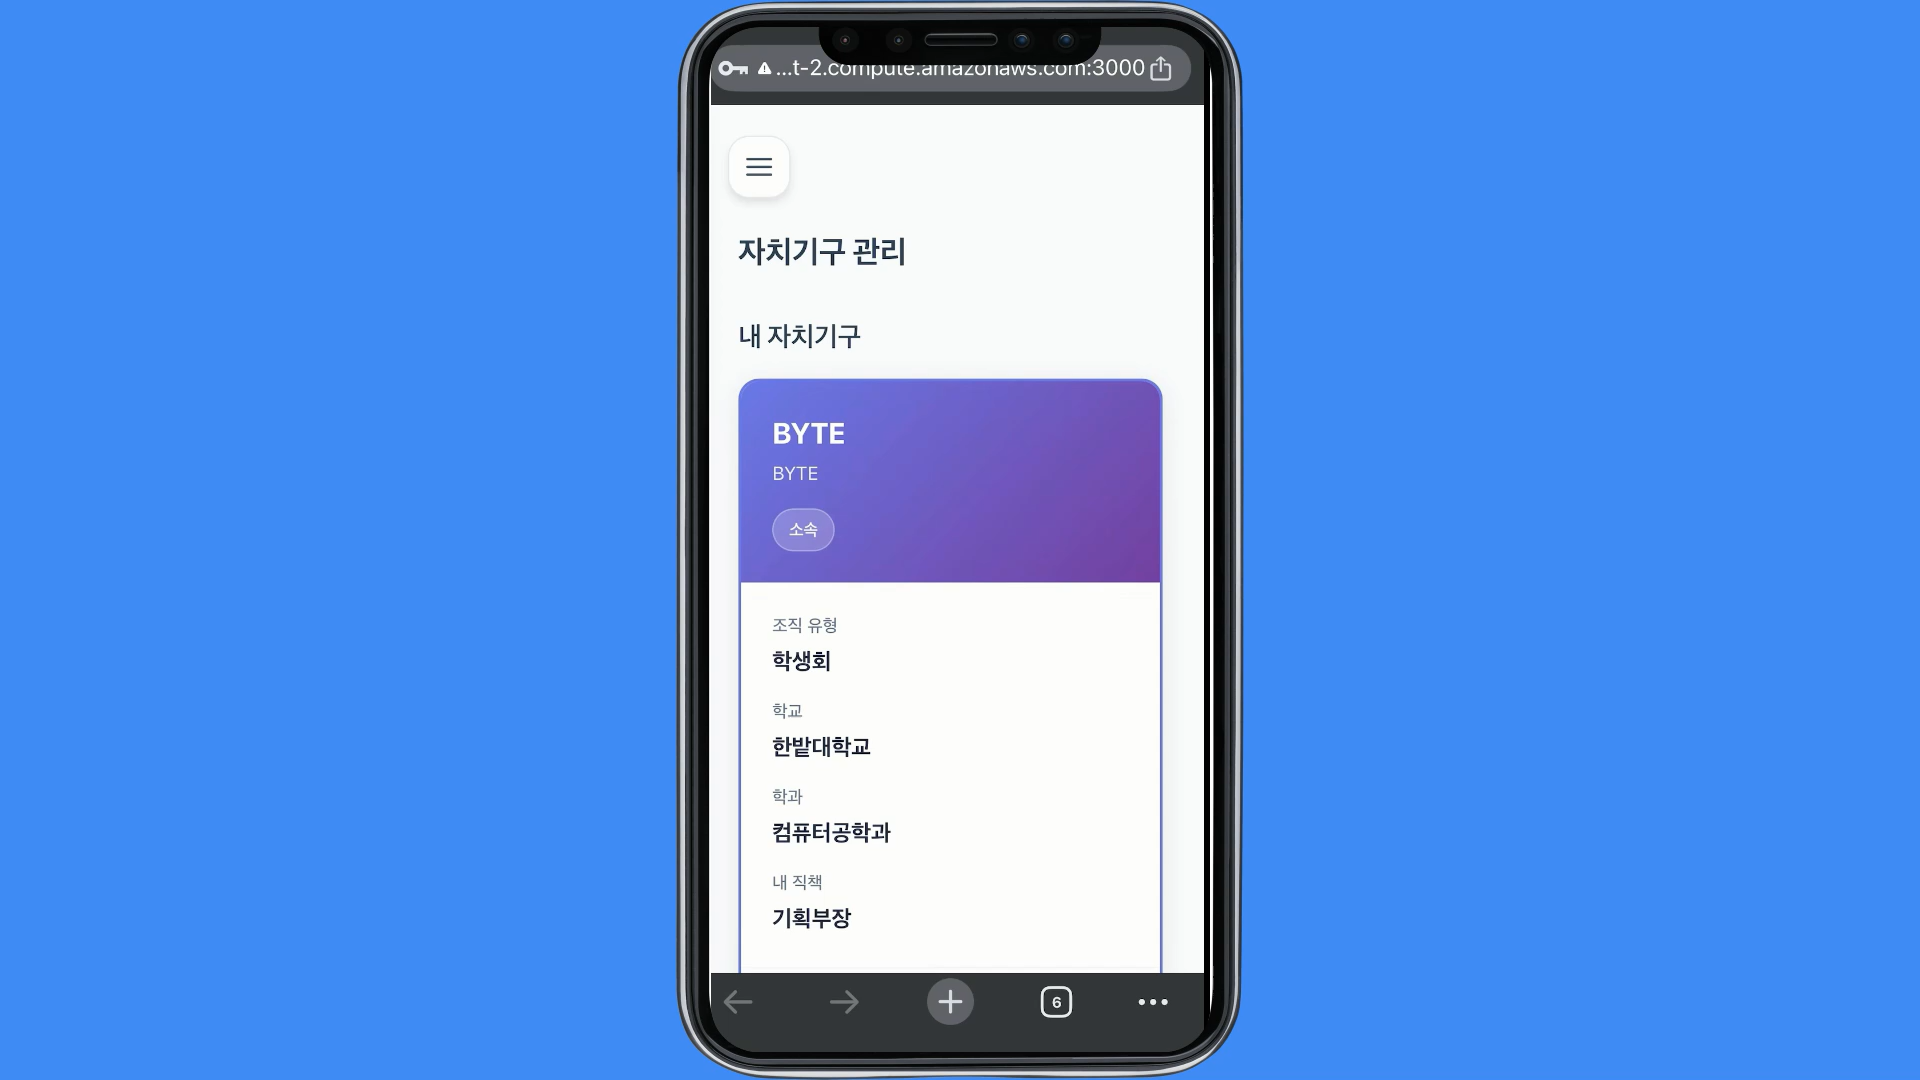 ...t-2.compute.amazonaws.com:3000
자치기구 관리
내 자치기구
BYTE
BYTE
소속
조직 유형
학생회
학교
한밭대학교
학과
컴퓨터공학과
내 직책
기획부장
6